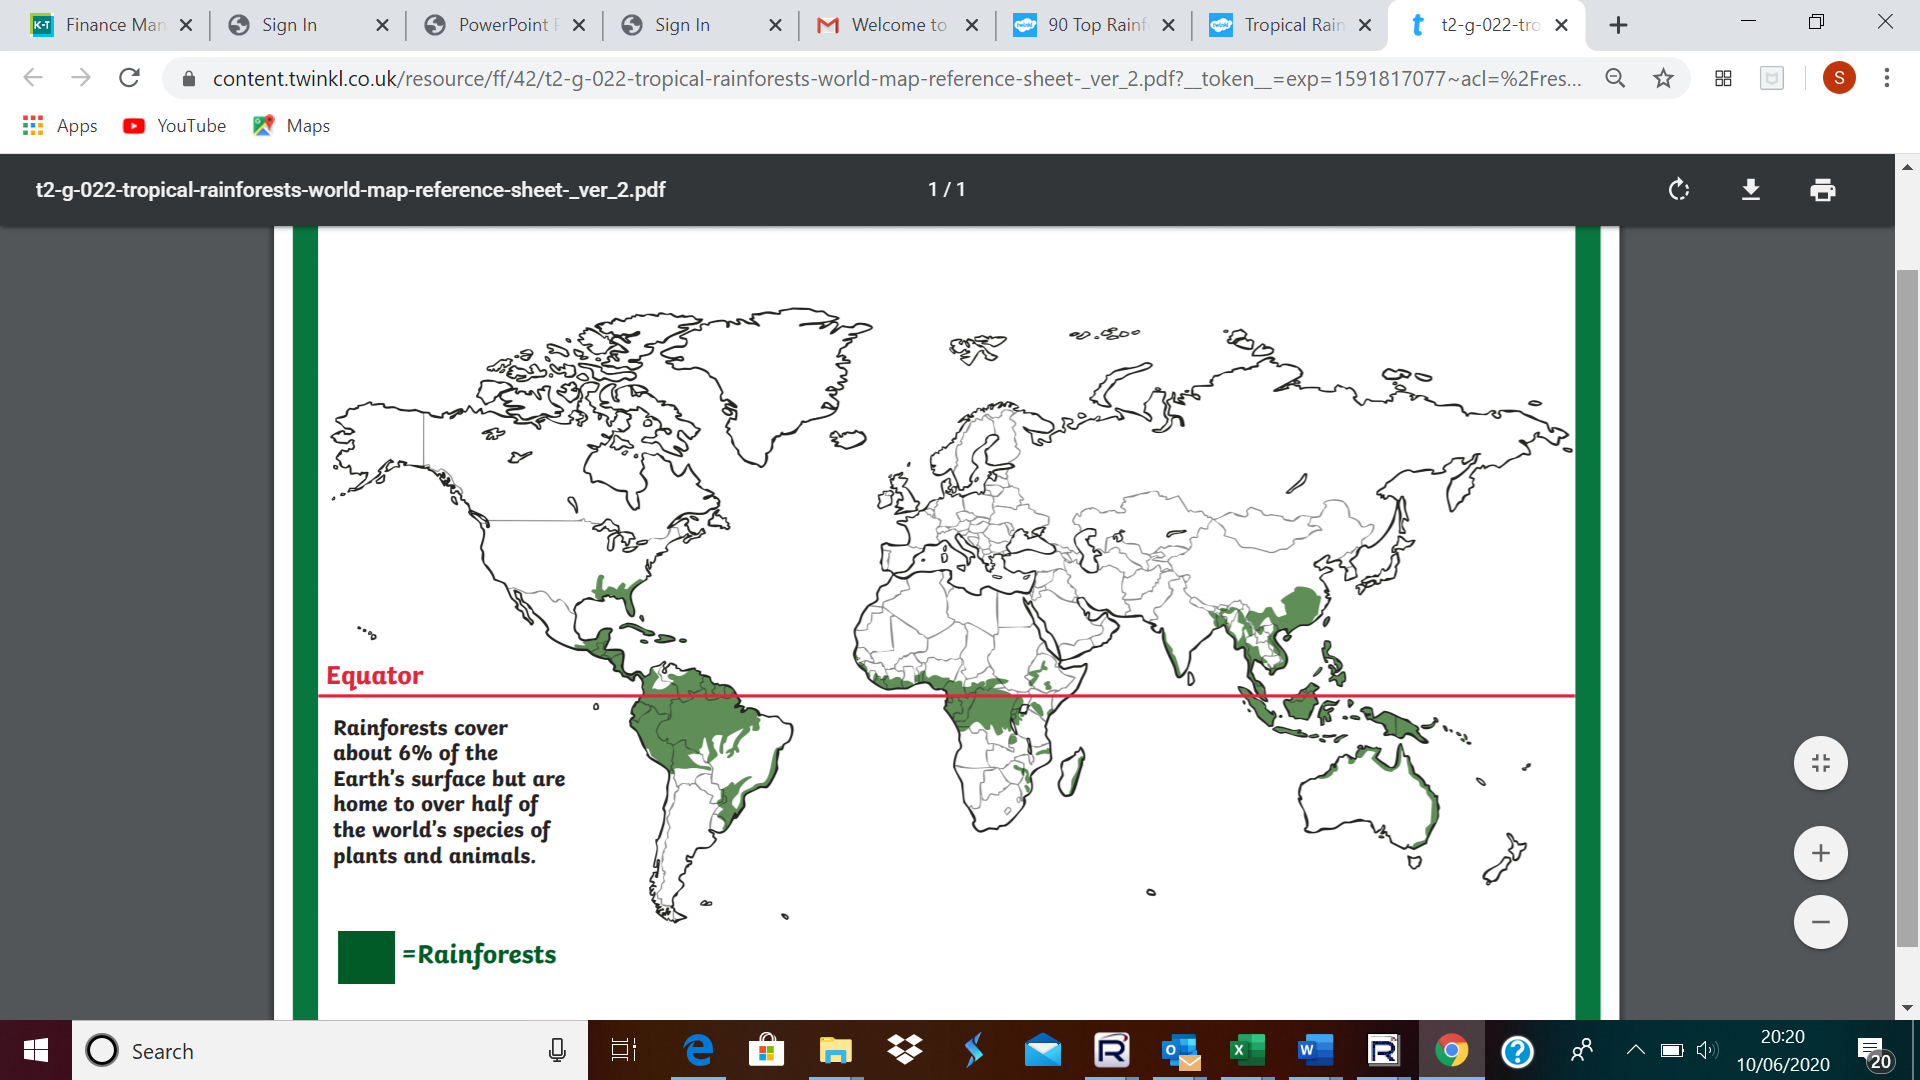 Finance Man
Sign In
PowerPoint F
Sign In
Welcome to
90 Top Rainf
Tropical Rain
t2-g-022-tro
content.twinkl.co.uk/resource/ff/42/t2-g-022-tropical-rainforests-world-map-reference-sheet-_ver_2.pdf?__token__=exp=1591817077~acl=%2Fres...
S
Apps
YouTube
Maps
t2-g-022-tropical-rainforests-world-map-reference-sheet-_ver_2.pdf
1 / 1
Equator
Rainforests cover
about 6% of the
Earth's surface but are
home to over half of
the world's species of
plants and animals.
=Rainforests
Search
20:20
10/06/2020
20